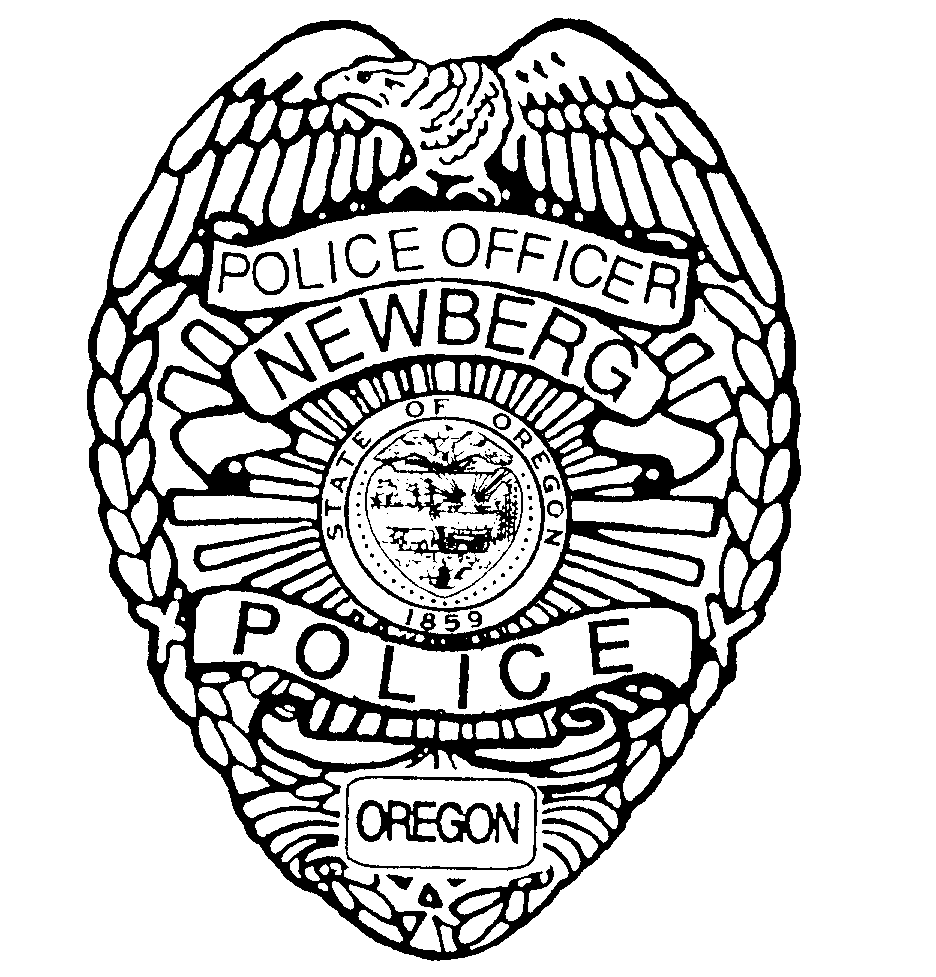 POLICE OFFICER
NEWBERG
STATE OF OREGON
1859
POLICE
OREGON